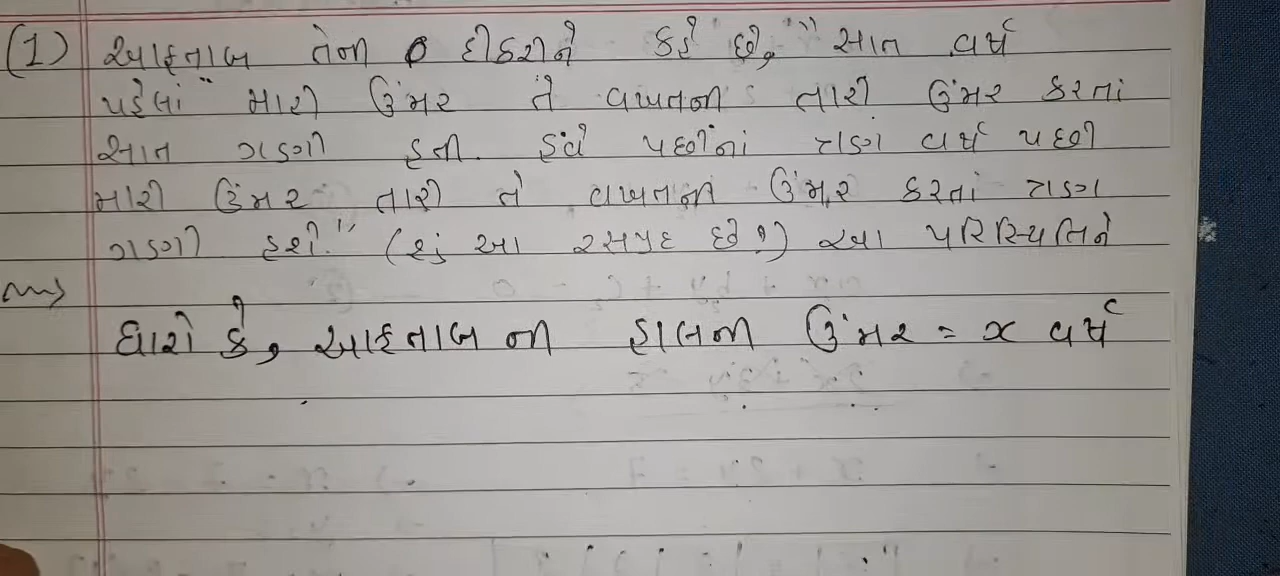 (1) આફતાબ તેની દીકરીને કહે છે, "સાત વર્ષ
પહેલાં મારી ઉંમર તે વખતની તારી ઉંમર કરતાં
સાત ગણી હતી. હવે પછીનાં ત્રણ વર્ષ પછી
મારી ઉંમર તારી તે વખતની ઉંમર કરતાં ત્રણ
ગણી હશે." (શું આ રસપ્રદ છે?) આ પરિસ્થિતિને
ધારો કે, આફતાબ ની હાલની ઉંમર = x વર્ષ